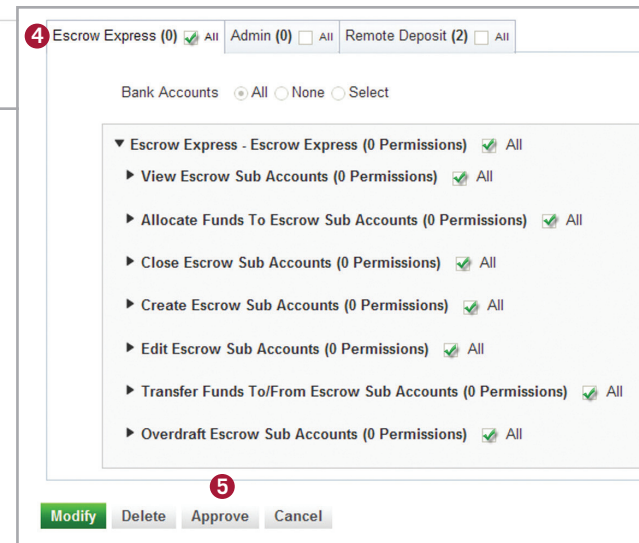 4 Escrow Express (0) All Admin (0) All Remote Deposit (2) All
Bank Accounts All None Select
Escrow Express - Escrow Express (0 Permissions) All
View Escrow Sub Accounts (0 Permissions) All
Allocate Funds To Escrow Sub Accounts (0 Permissions) All
Close Escrow Sub Accounts (0 Permissions) All
Create Escrow Sub Accounts (0 Permissions) All
Edit Escrow Sub Accounts (0 Permissions) All
Transfer Funds To/From Escrow Sub Accounts (0 Permissions) All
Overdraft Escrow Sub Accounts (0 Permissions) All
5
Modify Delete Approve Cancel